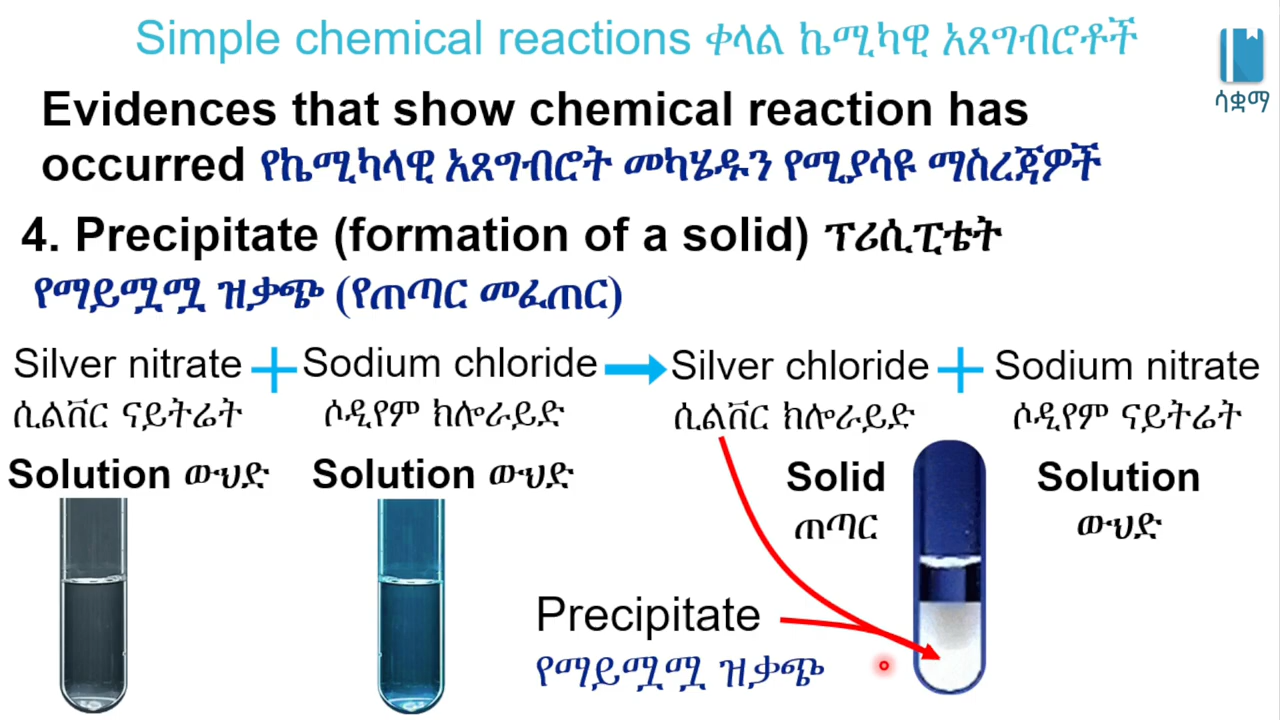 Simple chemical reactions ቀላል ኬሚካዊ አጸግብሮቶች
ሳቋማ
Evidences that show chemical reaction has
occurred የኬሚካላዊ አጸግብሮት መካሄዱን የሚያሳዩ ማስረጃዎች
4. Precipitate (formation of a solid) ፕሪሲፒቴት
የማይሟሟ ዝቃጭ (የጠጣር መፈጠር)
Silver nitrate + Sodium chloride → Silver chloride + Sodium nitrate
ሲልቨር ናይትሬት ሶዲየም ክሎራይድ ሲልቨር ክሎራይድ ሶዲየም ናይትሬት
Solution ውህድ Solution ውህድ Solid Solution
ጠጣር ውህድ
Precipitate
የማይሟሟ ዝቃጭ